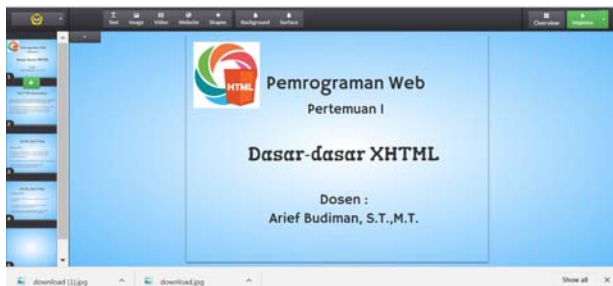 Text Image Video Website Shapes Background Surface
Overview Impress
HTML
Pemrograman Web
Pertemuan I
Dasar-dasar XHTML
Dosen :
Arief Budiman, S.T.,M.T.
download (1).jpg
download.jpg
Show all